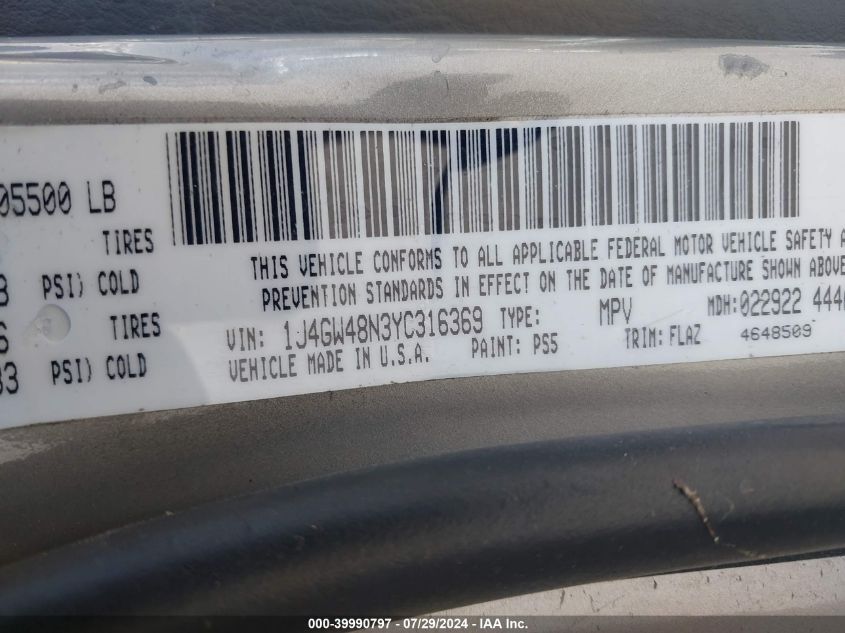 05500 LB
TIRES
PSI) COLD
TIRES
PSI) COLD
THIS VEHICLE CONFORMS TO ALL APPLICABLE FEDERAL MOTOR VEHICLE SAFETY A
PREVENTION STANDARDS IN EFFECT ON THE DATE OF MANUFACTURE SHOWN ABOVE
VIN: 1J4GW48N3YC316369 TYPE: MPV MDH:022922 444
VEHICLE MADE IN U.S.A. PAINT: PS5 TRIM: FLAZ 4648509
000-39990797 - 07/29/2024 - IAA Inc.